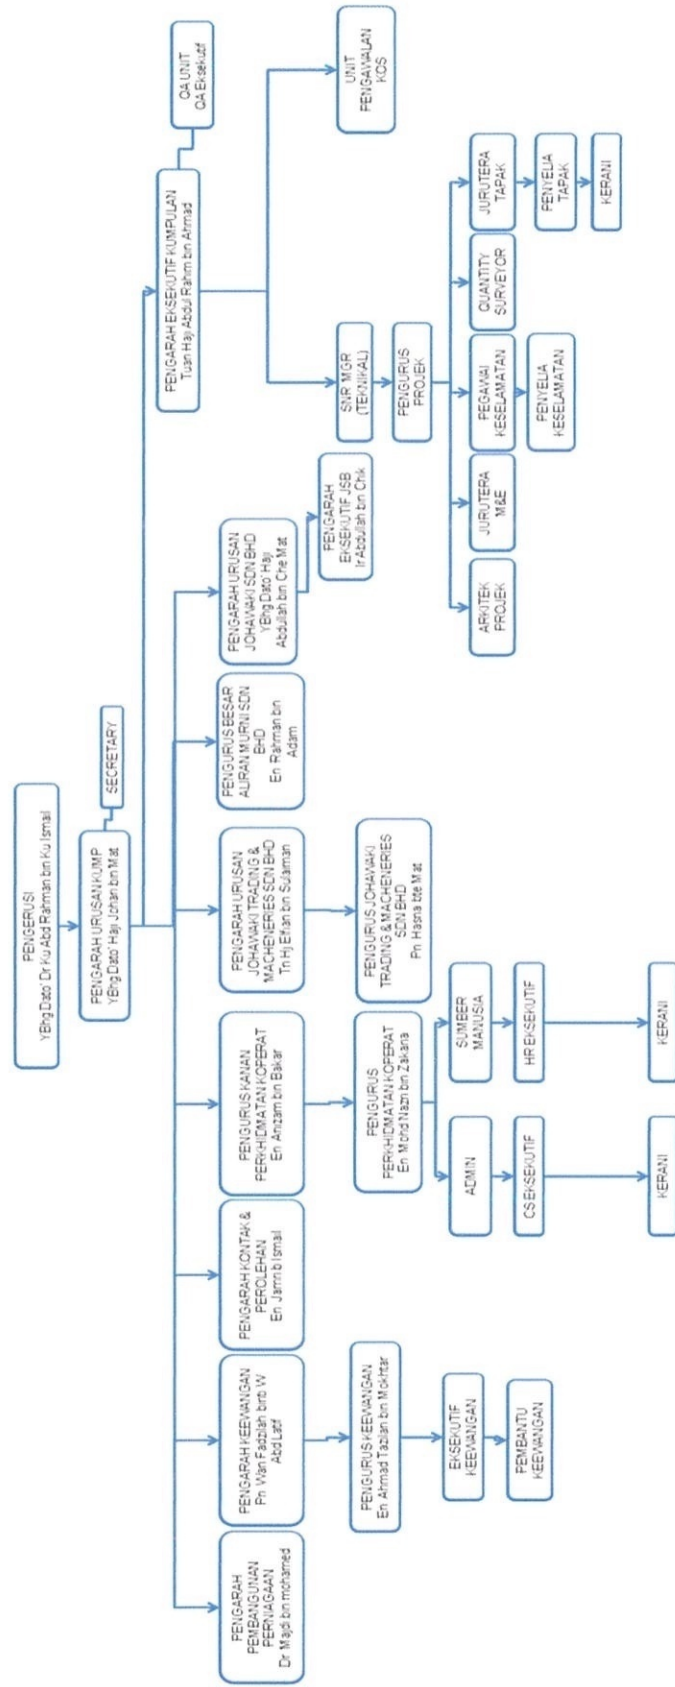 PENGERUSI
YBhg Dato' Dr Ku Abd Rahman bin Ku Ismail
PENGARAH URUSAN KUMP
YBhg Dato' Haji Johan bin Mat
SECRETARY
PENGARAH EKSEKUTIF KUMPULAN
Tuan Haji Abdul Rahim bin Ahmad
QA UNIT
QA Eksekutif
PENGARAH
PEMBANGUNAN
PERNIAGAAN
Dr Majdi bin mohamed
PENGARAH KEEWANGAN
Pn Wan Fadzilah binti W
Abd Latif
PENGARAH KONTAK &
PEROLEHAN
En Jamri b Ismail
PENGURUS KANAN
PERKHIDMATAN KOPERAT
En Anizam bin Bakar
PENGARAH URUSAN
JOHAWAKI TRADING &
MACHENERIES SDN BHD
Tn Hj Effian bin Sulaiman
PENGURUS BESAR
ALIRAN MURNI SDN
BHD
En Rahman bin
Adam
PENGARAH URUSAN
JOHAWAKI SDN BHD
YBhg Dato' Haji
Abdullah bin Che Mat
PENGURUS KEEWANGAN
En Ahmad Tazilan bin Mokhtar
PENGURUS
PERKHIDMATAN KOPERAT
En Mohd Nazri bin Zakaria
PENGURUS JOHAWAKI
TRADING & MACHENERIES
SDN BHD
Pn Hasna bte Mat
PENGARAH
EKSEKUTIF JSB
Ir Abdullah bin Chik
SNR MGR
(TEKNIKAL)
UNIT
PENGAWALAN
KOS
PENGURUS
PROJEK
EKSEKUTIF
KEEWANGAN
PEMBANTU
KEEWANGAN
ADMIN
SUMBER
MANUSIA
CS EKSEKUTIF
HR EKSEKUTIF
KERANI
KERANI
ARKITEK
PROJEK
JURUTERA
M&E
PEGAWAI
KESELAMATAN
QUANTITY
SURVEYOR
JURUTERA
TAPAK
PENYELIA
KESELAMATAN
PENYELIA
TAPAK
KERANI